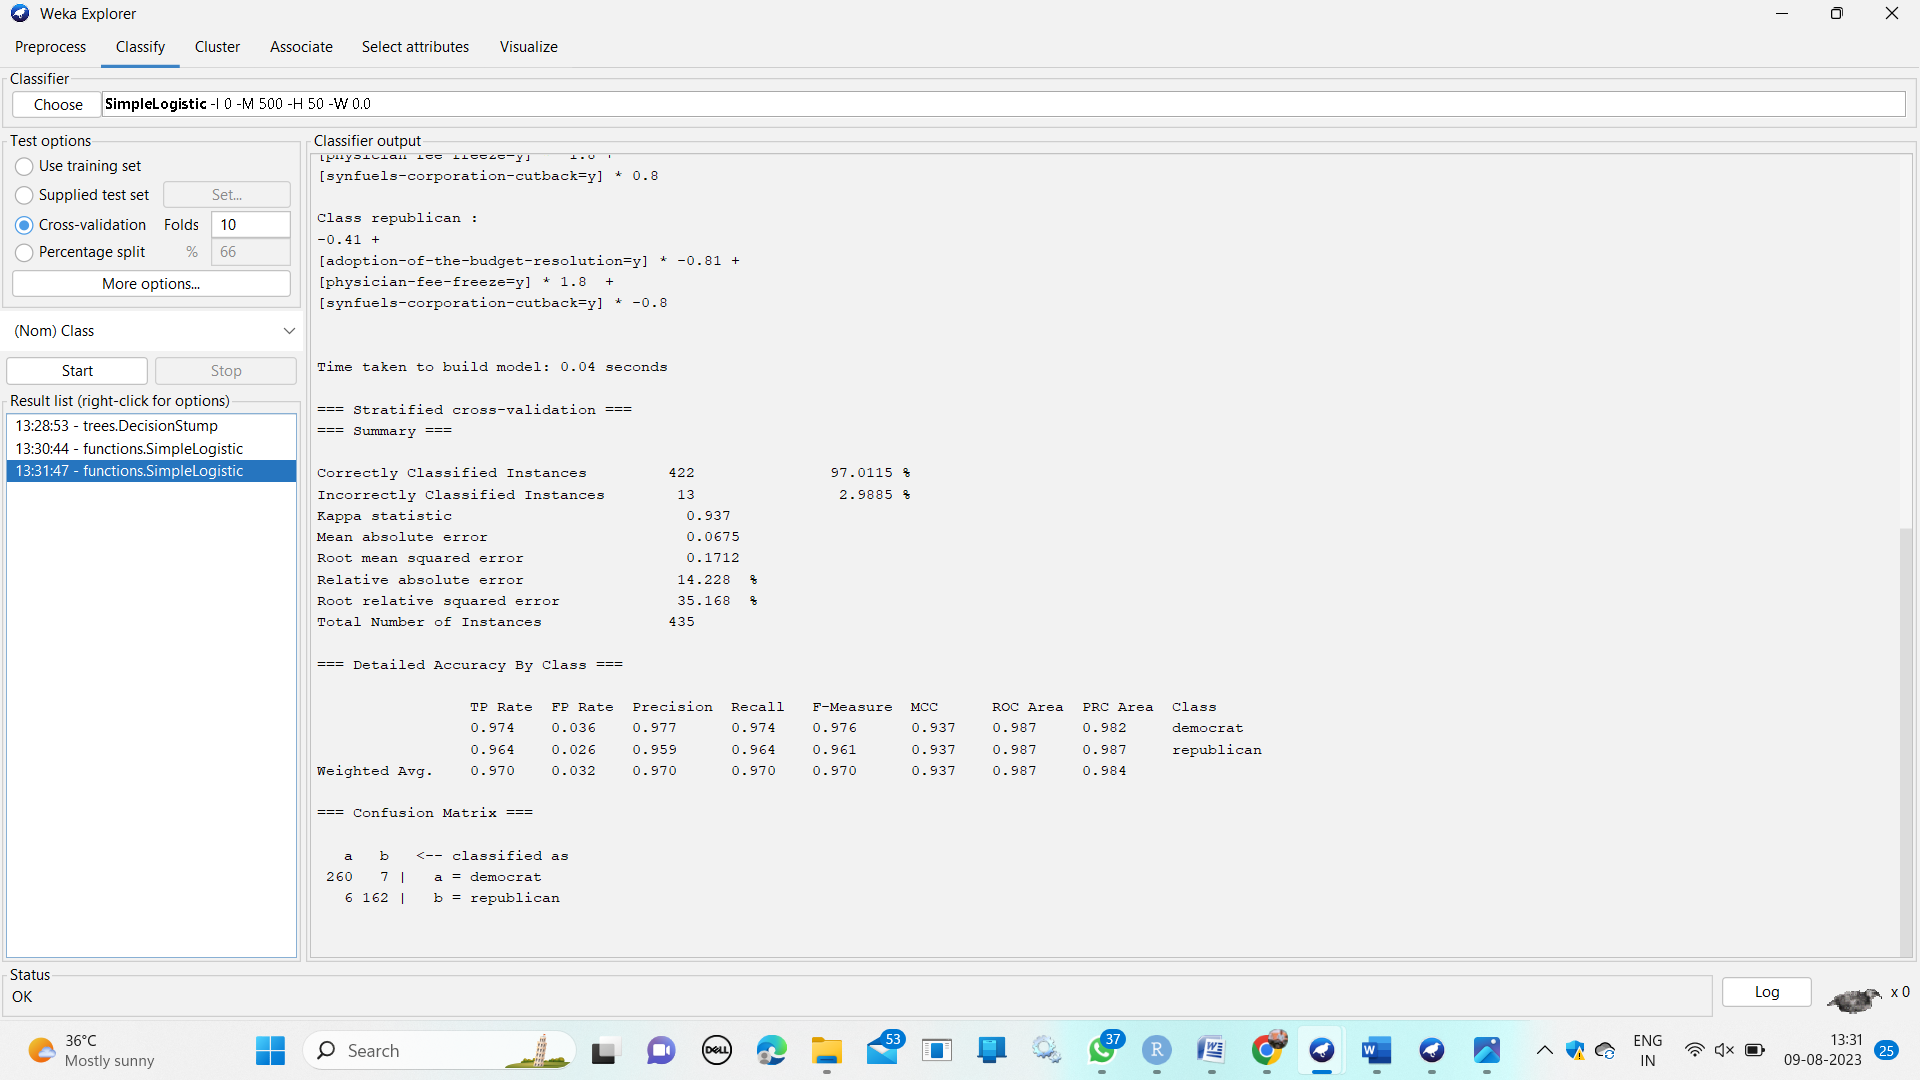 Weka Explorer
Preprocess Classify Cluster Associate Select attributes Visualize
Classifier
Choose SimpleLogistic -I 0 -M 500 -H 50 -W 0.0
Test options
Use training set
Supplied test set Set...
Cross-validation Folds 10
Percentage split % 66
More options...
(Nom) Class
Start Stop
Result list (right-click for options)
13:28:53 - trees.DecisionStump
13:30:44 - functions.SimpleLogistic
13:31:47 - functions.SimpleLogistic
Classifier output
[physician-fee-freeze=y] 1.8 +
[synfuels-corporation-cutback=y] * 0.8
Class republican :
-0.41 +
[adoption-of-the-budget-resolution=y] * -0.81 +
[physician-fee-freeze=y] * 1.8 +
[synfuels-corporation-cutback=y] * -0.8
Time taken to build model: 0.04 seconds
=== Stratified cross-validation ===
=== Summary ===
Correctly Classified Instances 422 97.0115 %
Incorrectly Classified Instances 13 2.9885 %
Kappa statistic 0.937
Mean absolute error 0.0675
Root mean squared error 0.1712
Relative absolute error 14.228 %
Root relative squared error 35.168 %
Total Number of Instances 435
=== Detailed Accuracy By Class ===
TP Rate FP Rate Precision Recall F-Measure MCC ROC Area PRC Area Class
0.974 0.036 0.977 0.974 0.976 0.937 0.987 0.982 democrat
0.964 0.026 0.959 0.964 0.961 0.937 0.987 0.987 republican
Weighted Avg. 0.970 0.032 0.970 0.970 0.970 0.937 0.987 0.984
=== Confusion Matrix ===
a b <-- classified as
260 7 | a = democrat
6 162 | b = republican
Status
OK
Log x 0
36°C
Mostly sunny
Search
DELL
53
37
R
W
W
ENG
IN
13:31
09-08-2023
25